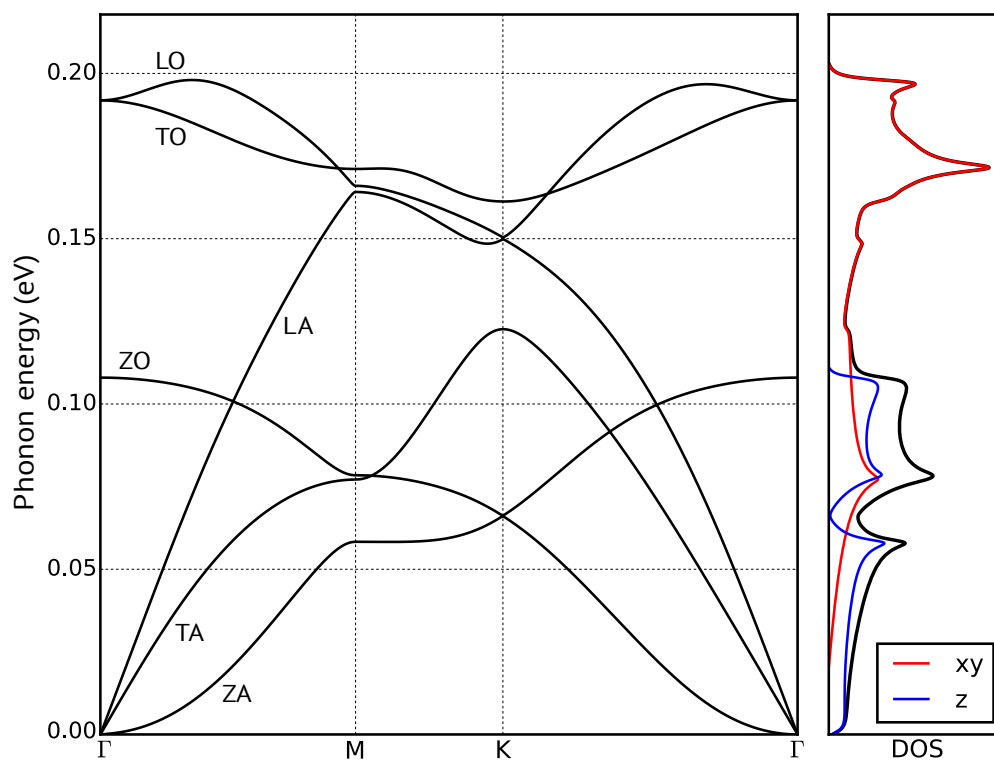 LO
0.20
TO
0.15
Phonon energy (eV)
LA
ZO
0.10
0.05
TA
ZA
xy
z
0.00
Γ
M
K
Γ
DOS